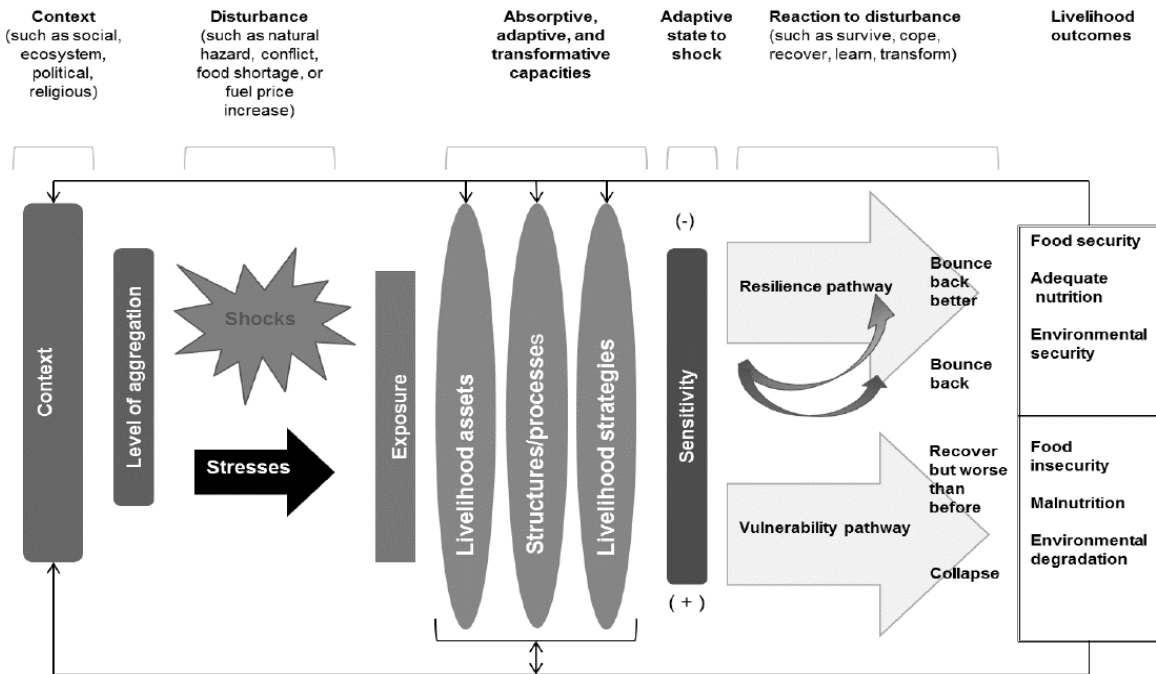 Context
(such as social,
ecosystem,
political,
religious)
Disturbance
(such as natural
hazard, conflict,
food shortage, or
fuel price
increase)
Absorptive,
adaptive, and
transformative
capacities
Adaptive
state to
shock
Reaction to disturbance
(such as survive, cope,
recover, learn, transform)
Livelihood
outcomes
Context
Level of aggregation
Shocks
Stresses
Exposure
Livelihood assets
Structures/processes
Livelihood strategies
(-)
Sensitivity
(+)
Resilience pathway
Bounce
back
better
Bounce
back
Vulnerability pathway
Recover
but worse
than
before
Collapse
Food security
Adequate
nutrition
Environmental
security
Food
insecurity
Malnutrition
Environmental
degradation